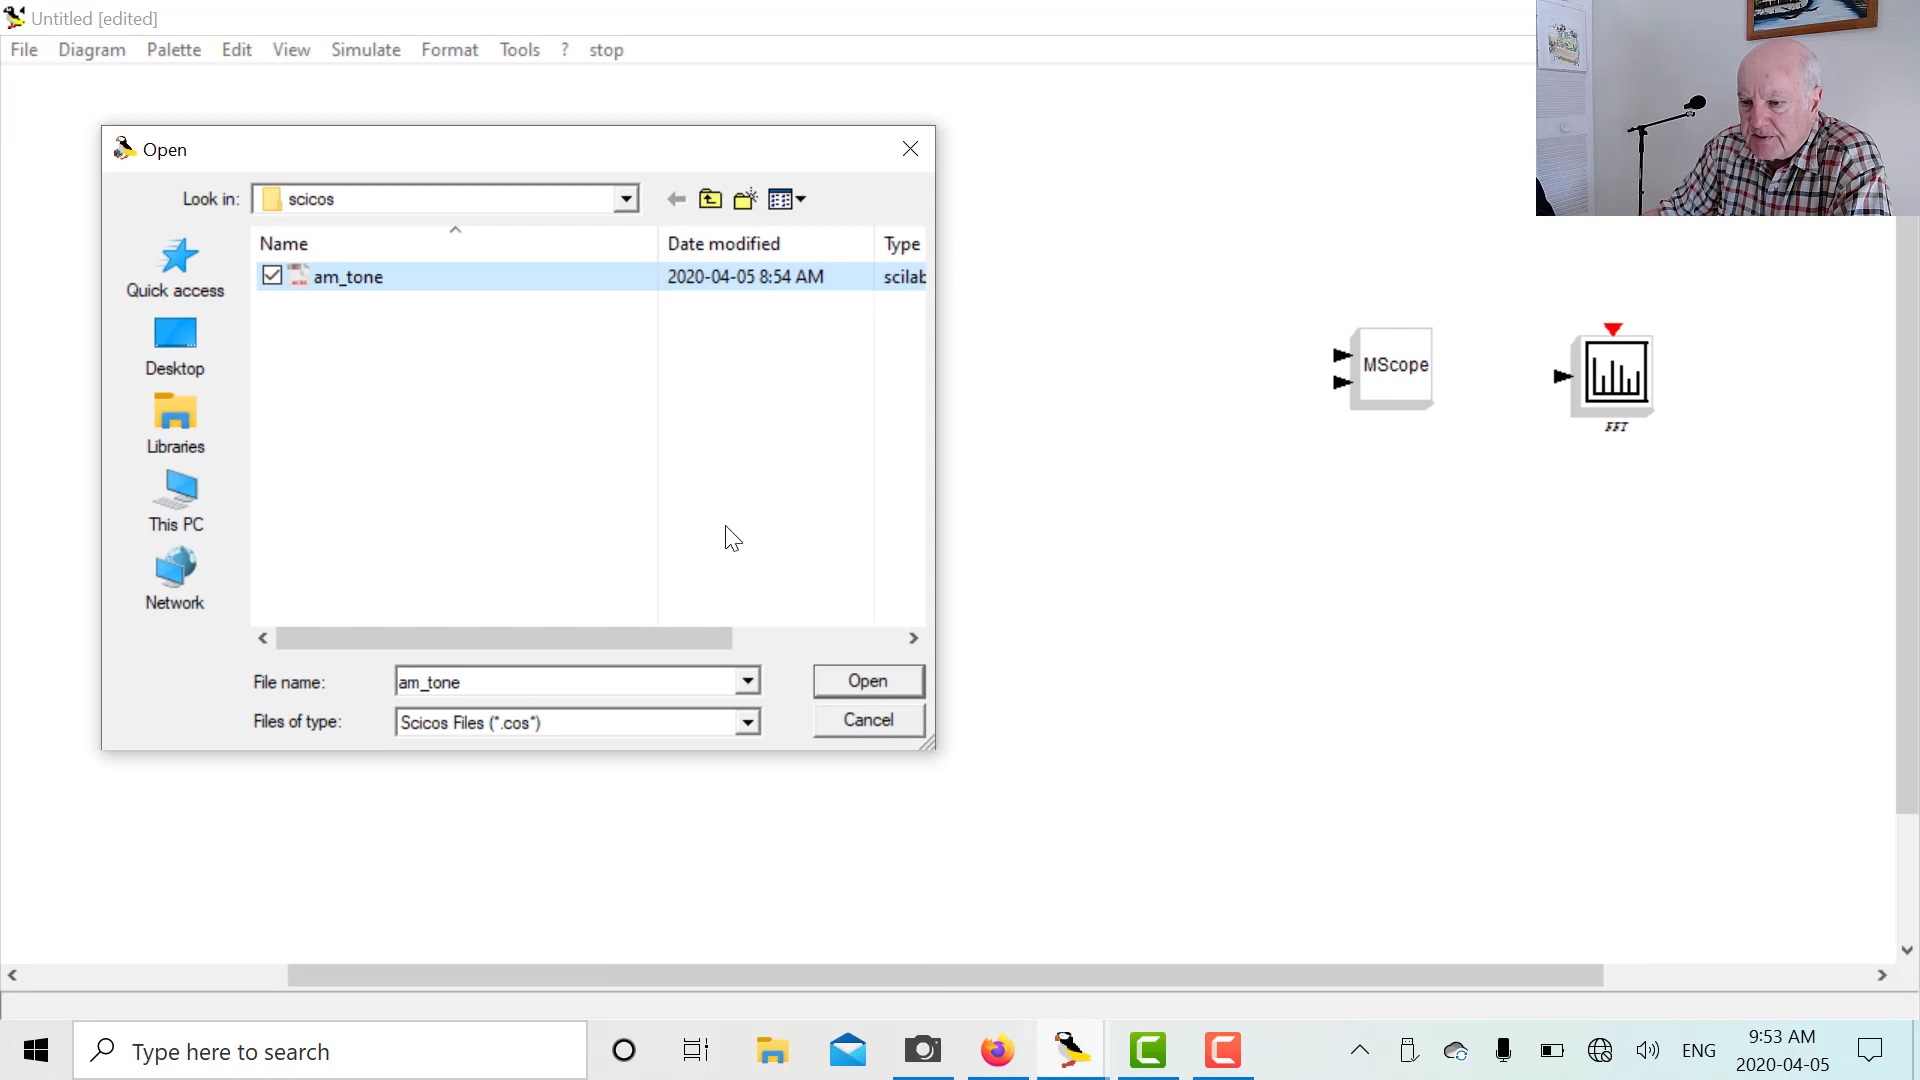 Untitled [edited]
File Diagram Palette Edit View Simulate Format Tools ? stop
Open
Look in: scicos
Name Date modified Type
am_tone 2020-04-05 8:54 AM scilab
Quick access
Desktop
Libraries
This PC
Network
File name: am_tone Open
Files of type: Scicos Files (*.cos*) Cancel
MScope
FFT
Type here to search
ENG
9:53 AM
2020-04-05